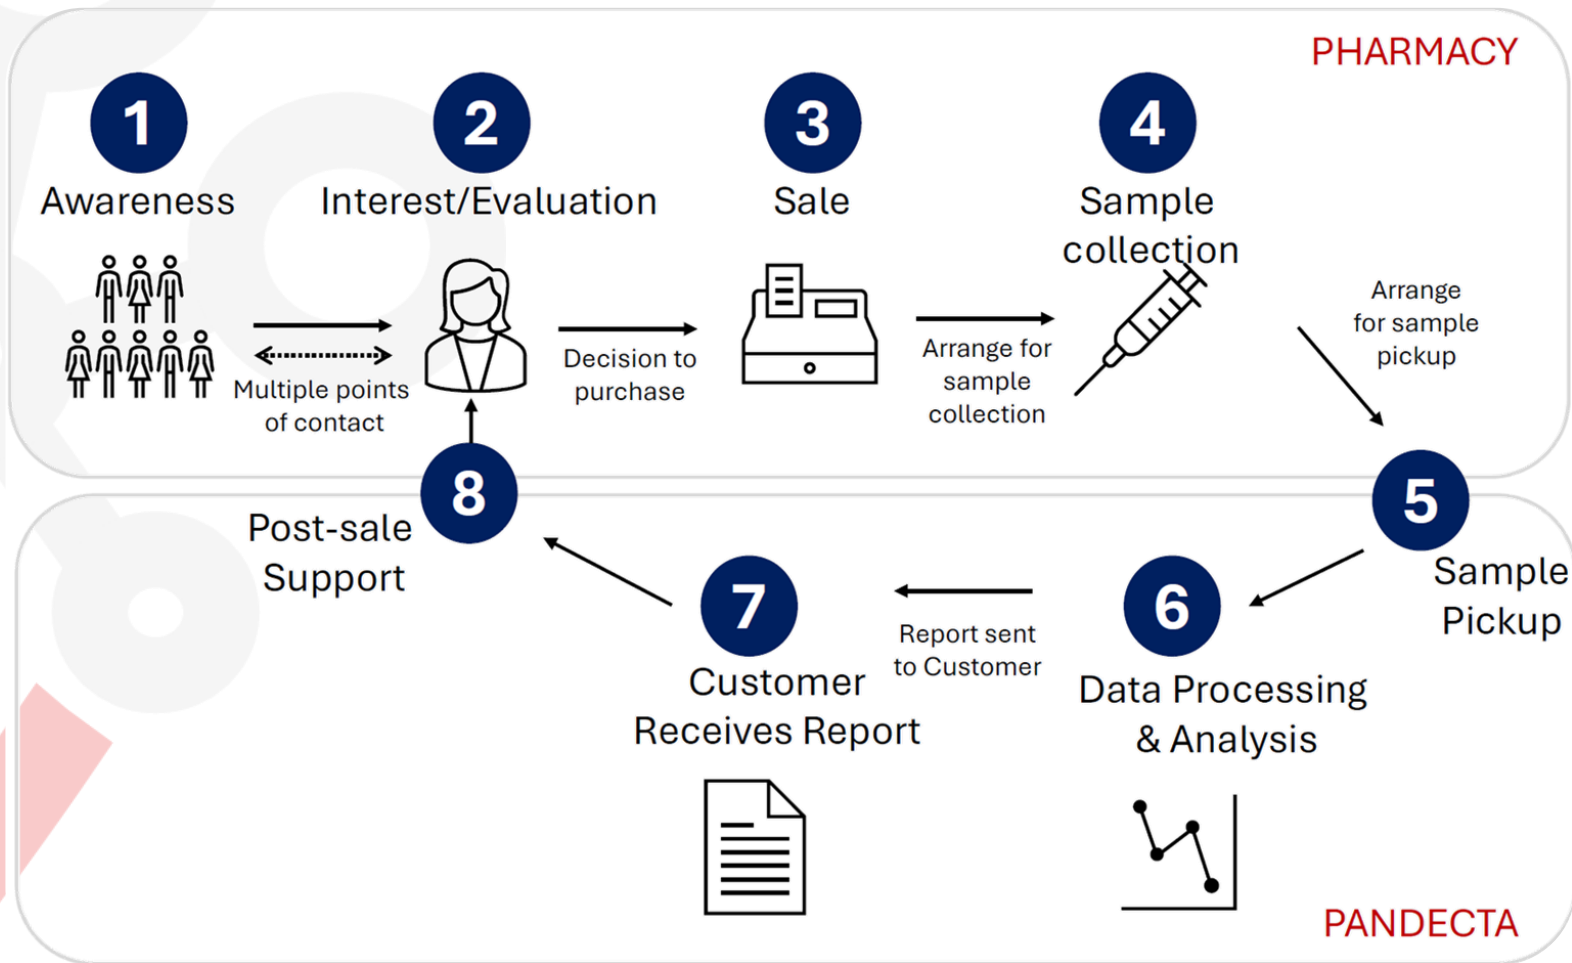 PHARMACY
1
2
3
4
Awareness
Interest/Evaluation
Sale
Sample
collection
Multiple points
of contact
Decision to
purchase
Arrange for
sample
collection
Arrange
for sample
pickup
8
Post-sale
Support
5
Sample
Pickup
7
Customer
Receives Report
Report sent
to Customer
6
Data Processing
& Analysis
PANDECTA